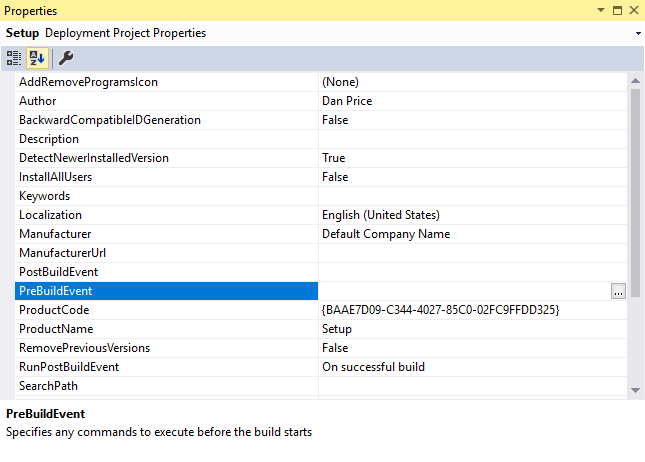 Properties
Setup Deployment Project Properties
AddRemoveProgramsIcon (None)
Author Dan Price
BackwardCompatibleIDGeneration False
Description
DetectNewerInstalledVersion True
InstallAllUsers False
Keywords
Localization English (United States)
Manufacturer Default Company Name
ManufacturerUrl
PostBuildEvent
PreBuildEvent ...
ProductCode {BAAE7D09-C344-4027-85C0-02FC9FFDD325}
ProductName Setup
RemovePreviousVersions False
RunPostBuildEvent On successful build
SearchPath
PreBuildEvent
Specifies any commands to execute before the build starts